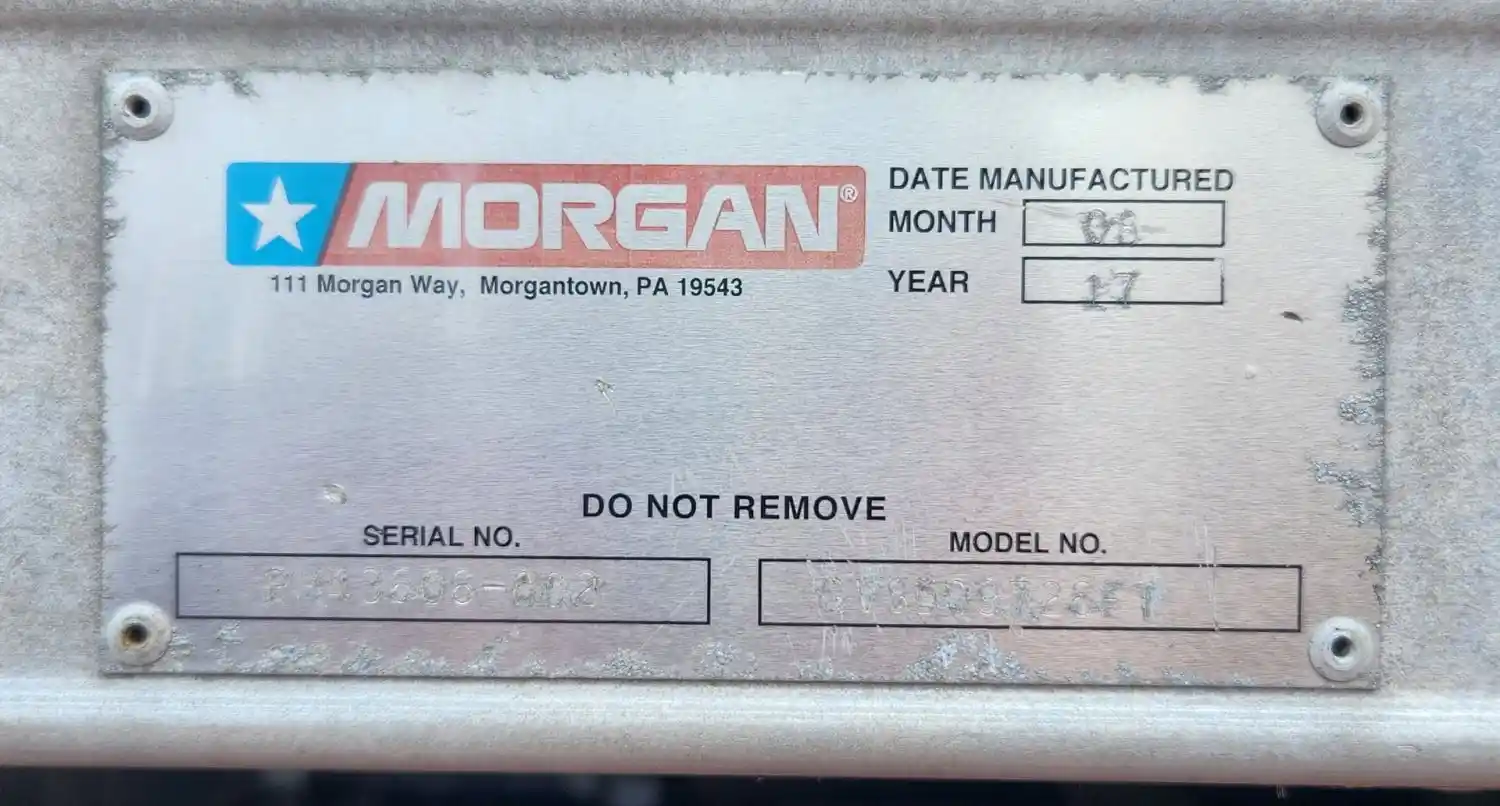 MORGAN®
111 Morgan Way, Morgantown, PA 19543
DATE MANUFACTURED
MONTH
YEAR 17
DO NOT REMOVE
SERIAL NO.
MODEL NO.